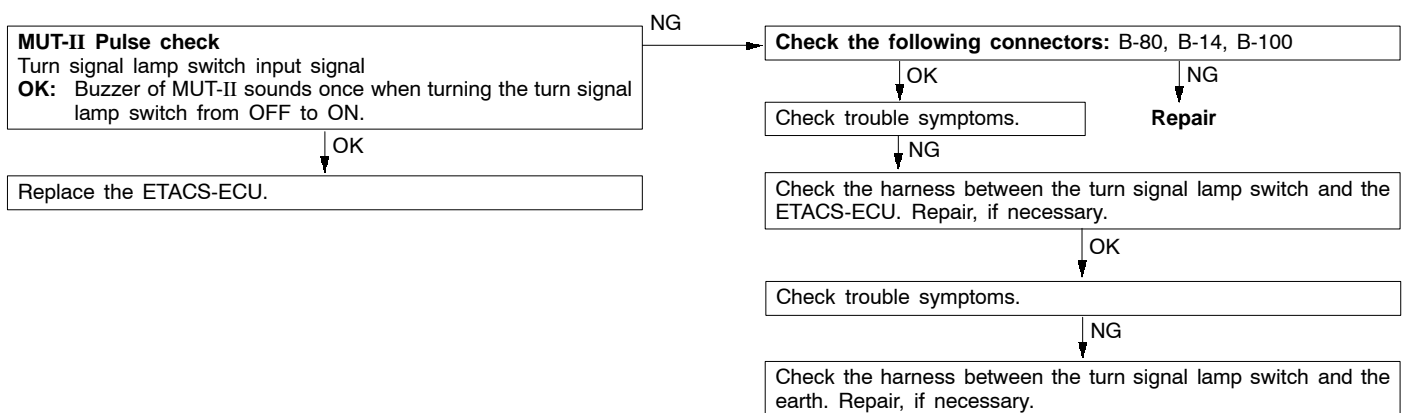 MUT-II Pulse check
Turn signal lamp switch input signal
OK: Buzzer of MUT-II sounds once when turning the turn signal
lamp switch from OFF to ON.
OK
Replace the ETACS-ECU.
NG
Check the following connectors: B-80, B-14, B-100
OK
NG
Check trouble symptoms.
Repair
NG
Check the harness between the turn signal lamp switch and the
ETACS-ECU. Repair, if necessary.
OK
Check trouble symptoms.
NG
Check the harness between the turn signal lamp switch and the
earth. Repair, if necessary.